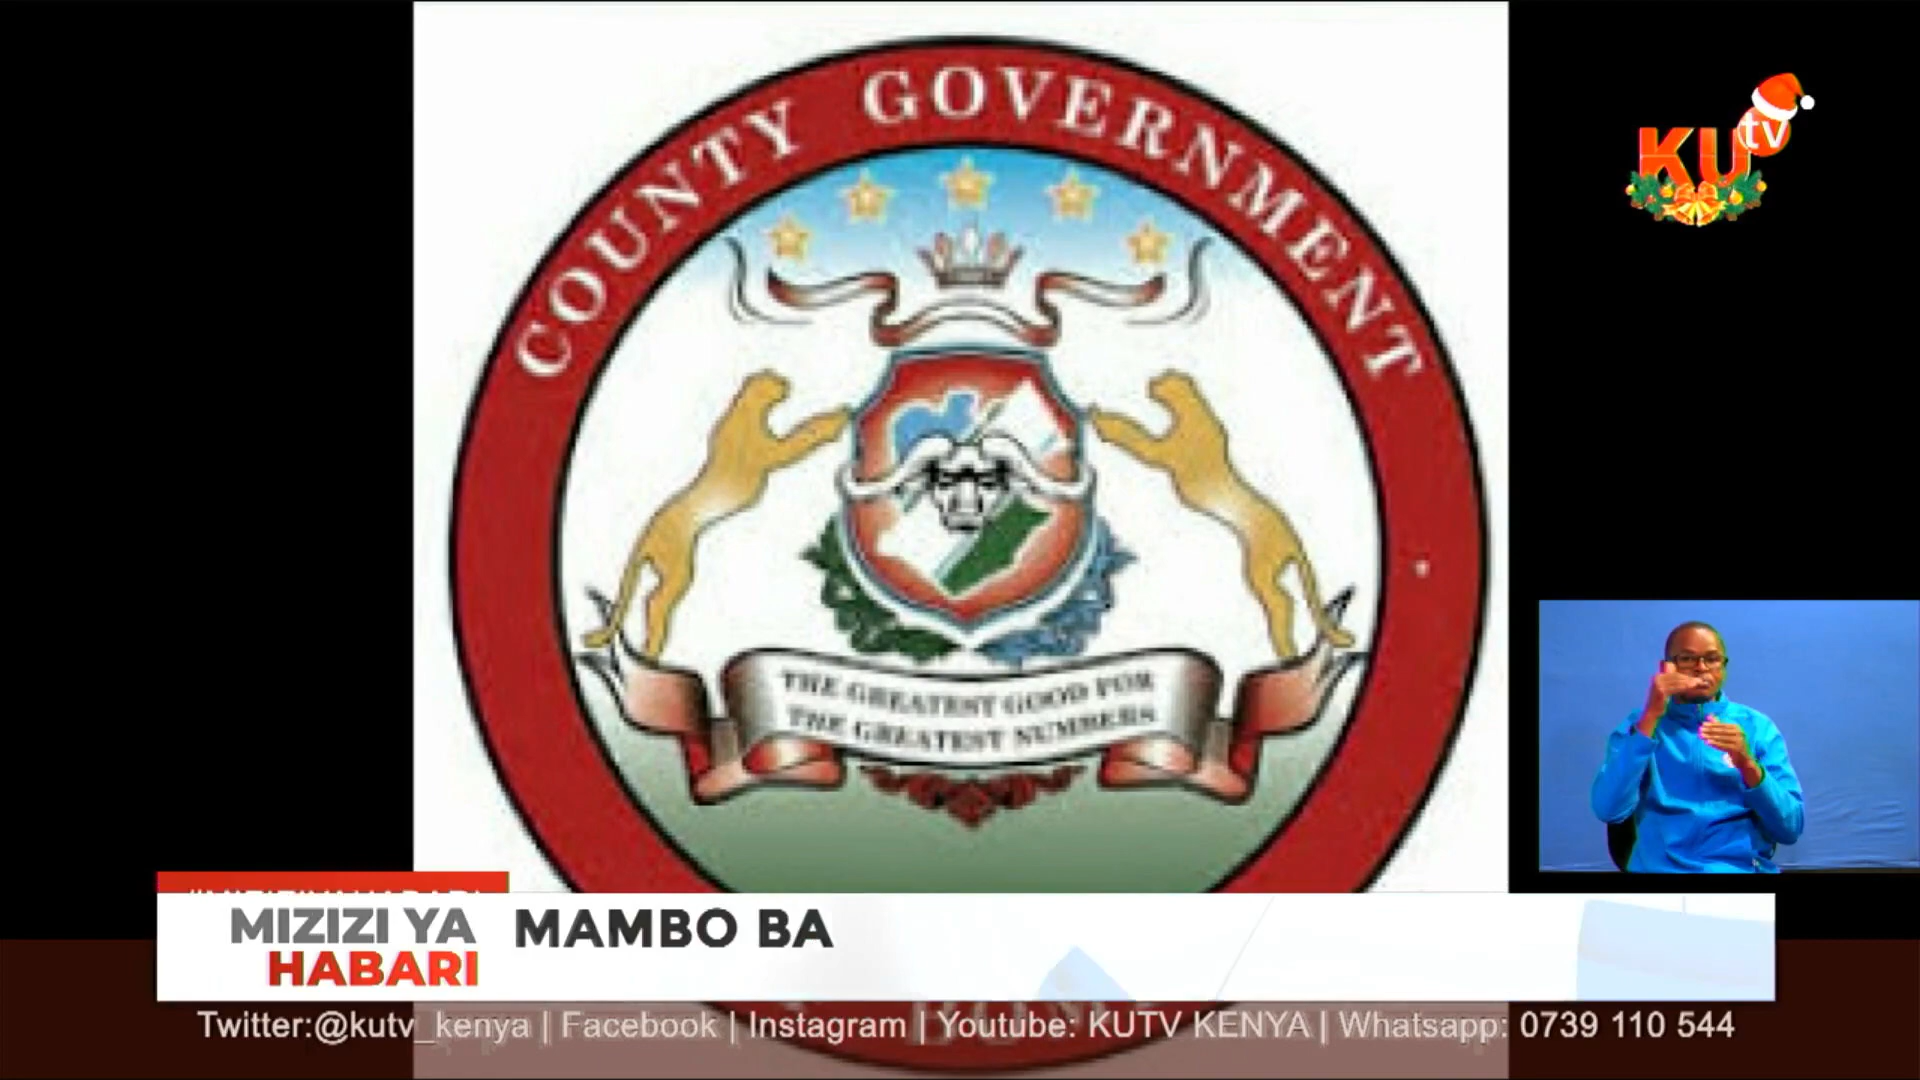 COUNTY GOVERNMENT
KU tv
THE GREATEST GOOD FOR
THE GREATEST NUMBERS
MIZIZI YA
HABARI
MAMBO BA
Twitter:@kutv_kenya | Facebook | Instagram | Youtube: KUTV KENYA | Whatsapp: 0739 110 544